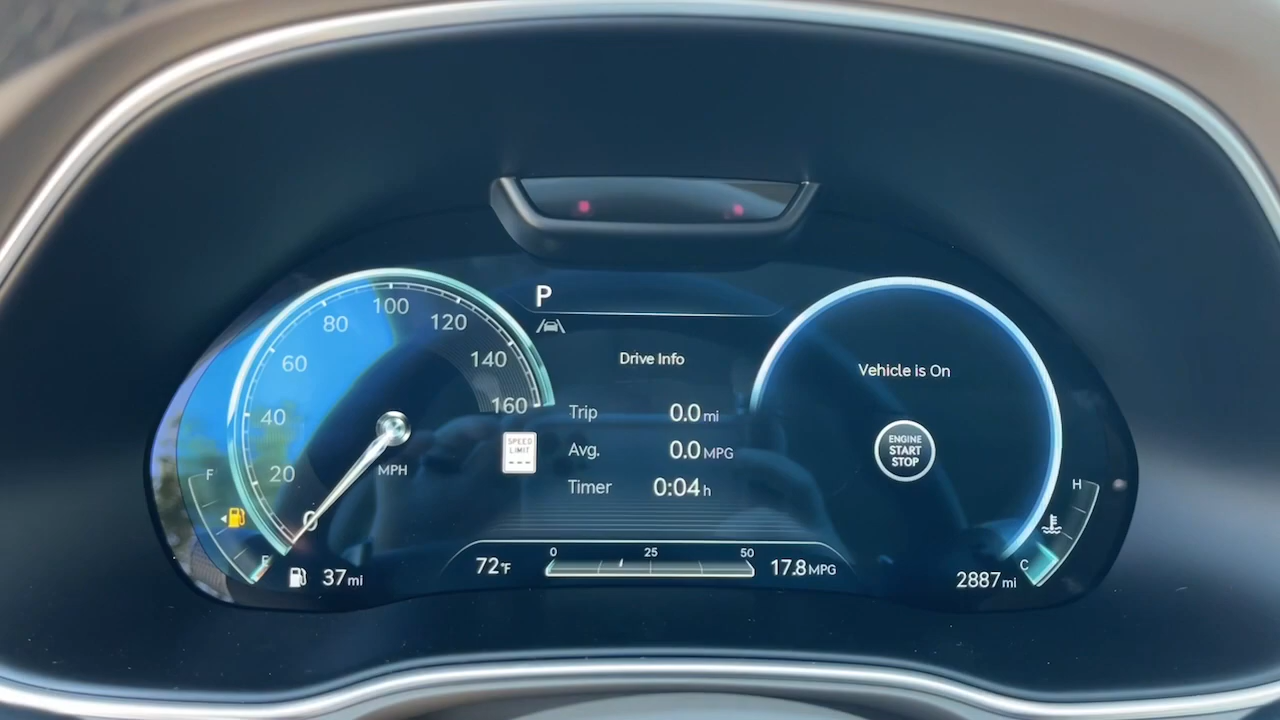 P
Drive Info
Trip 0.0 mi
Avg. 0.0 MPG
Timer 0:04 h
0 20 40 60 80 100 120 140 160
MPH
SPEED
LIMIT
---
F
E
37 mi
72°F
0 25 50
17.8 MPG
Vehicle is On
ENGINE
START
STOP
H
C
2887 mi